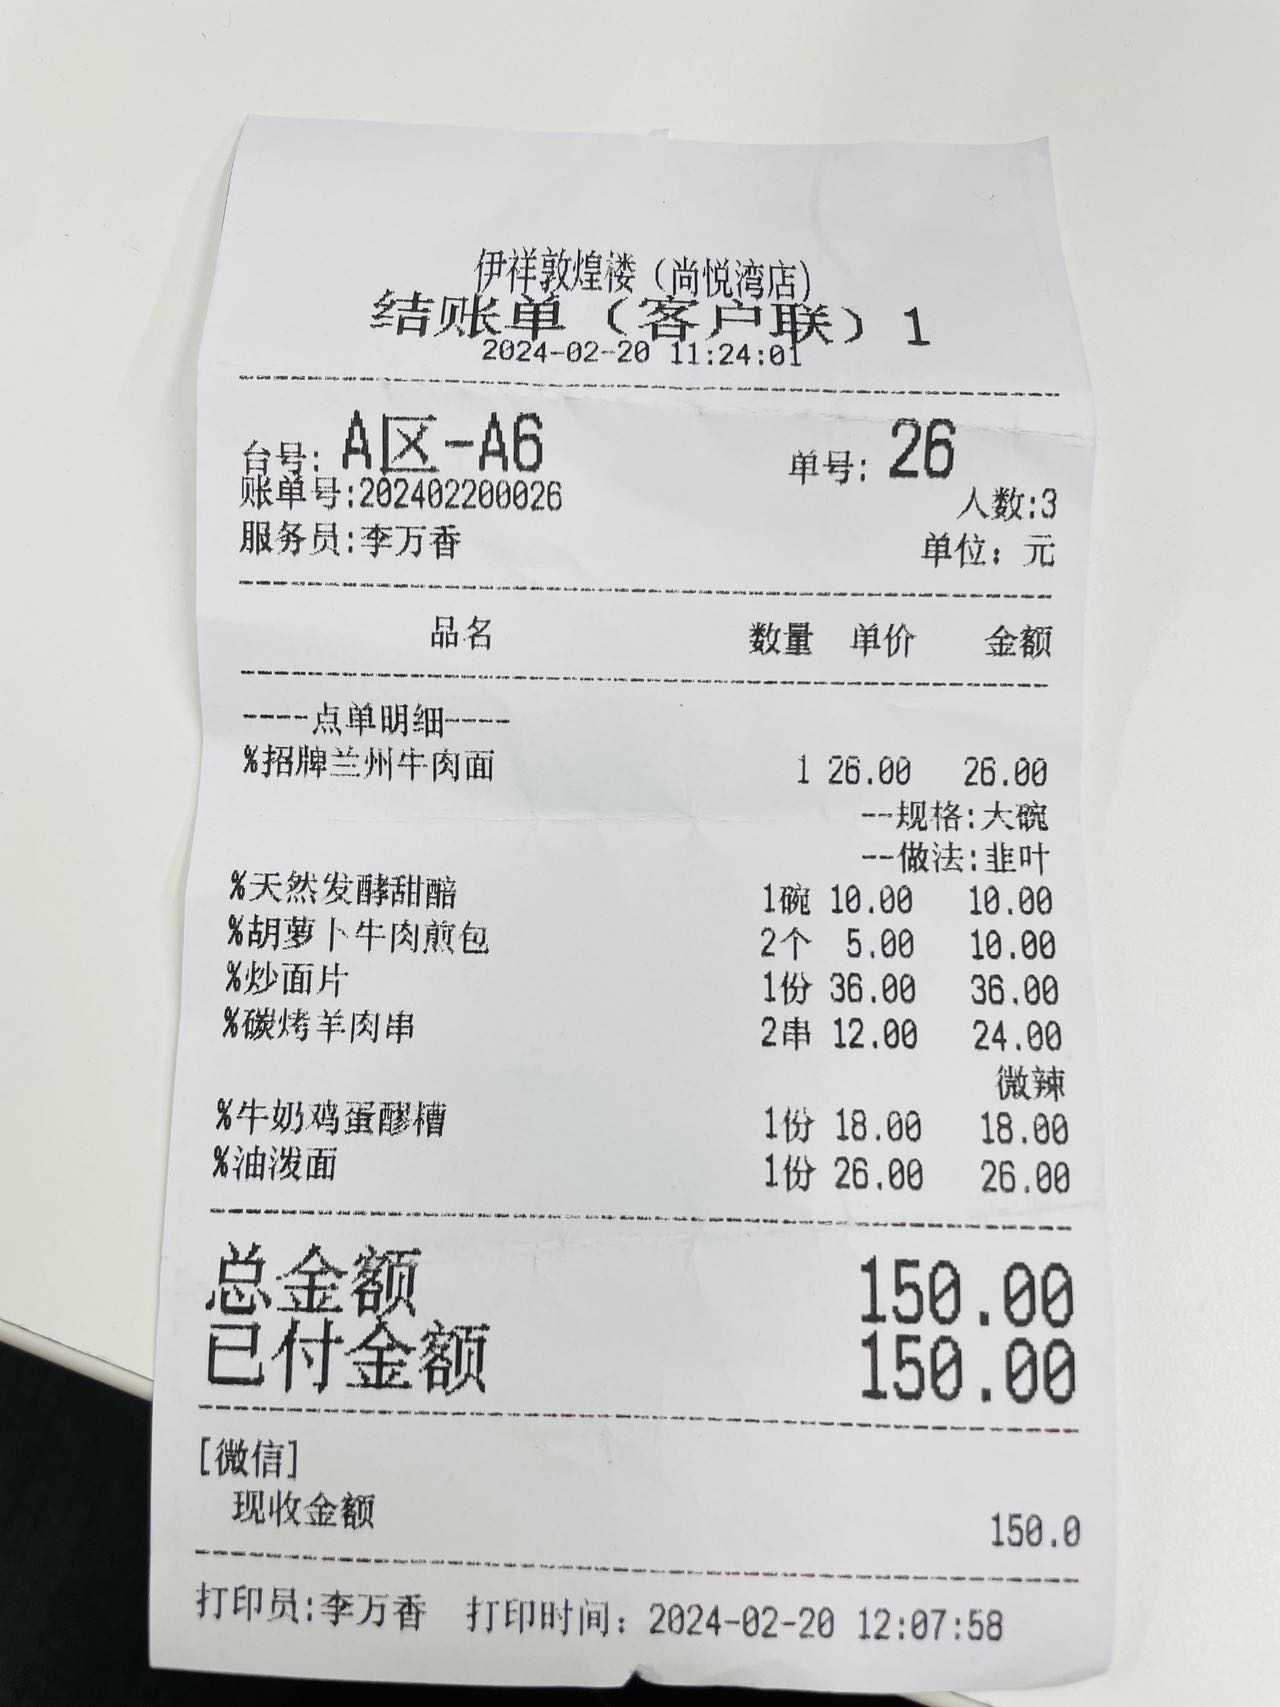 伊祥敦煌楼（尚悦湾店）
结账单（客户联）1
2024-02-20 11:24:01
台号: A区-A6 单号: 26
账单号:202402200026 人数:3
服务员:李万香 单位: 元
品名 数量 单价 金额
----点单明细----
%招牌兰州牛肉面 1 26.00 26.00
--规格:大碗
--做法:韭叶
%天然发酵甜醅 1碗 10.00 10.00
%胡萝卜牛肉煎包 2个 5.00 10.00
%炒面片 1份 36.00 36.00
%碳烤羊肉串 2串 12.00 24.00
微辣
%牛奶鸡蛋醪槽 1份 18.00 18.00
%油泼面 1份 26.00 26.00
总金额 150.00
已付金额 150.00
[微信]
现收金额 150.0
打印员:李万香 打印时间: 2024-02-20 12:07:58